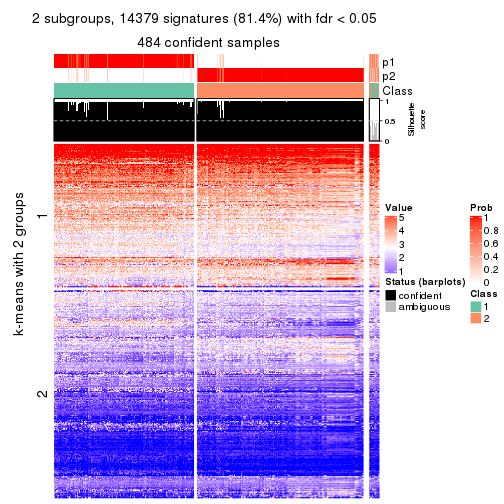 2 subgroups, 14379 signatures (81.4%) with fdr < 0.05
484 confident samples
p1
p2
Class
1
0.5
0
Silhouette
score
k-means with 2 groups
1
2
Value
5
4
3
2
1
Status (barplots)
confident
ambiguous
Prob
1
0.8
0.6
0.4
0.2
0
Class
1
2